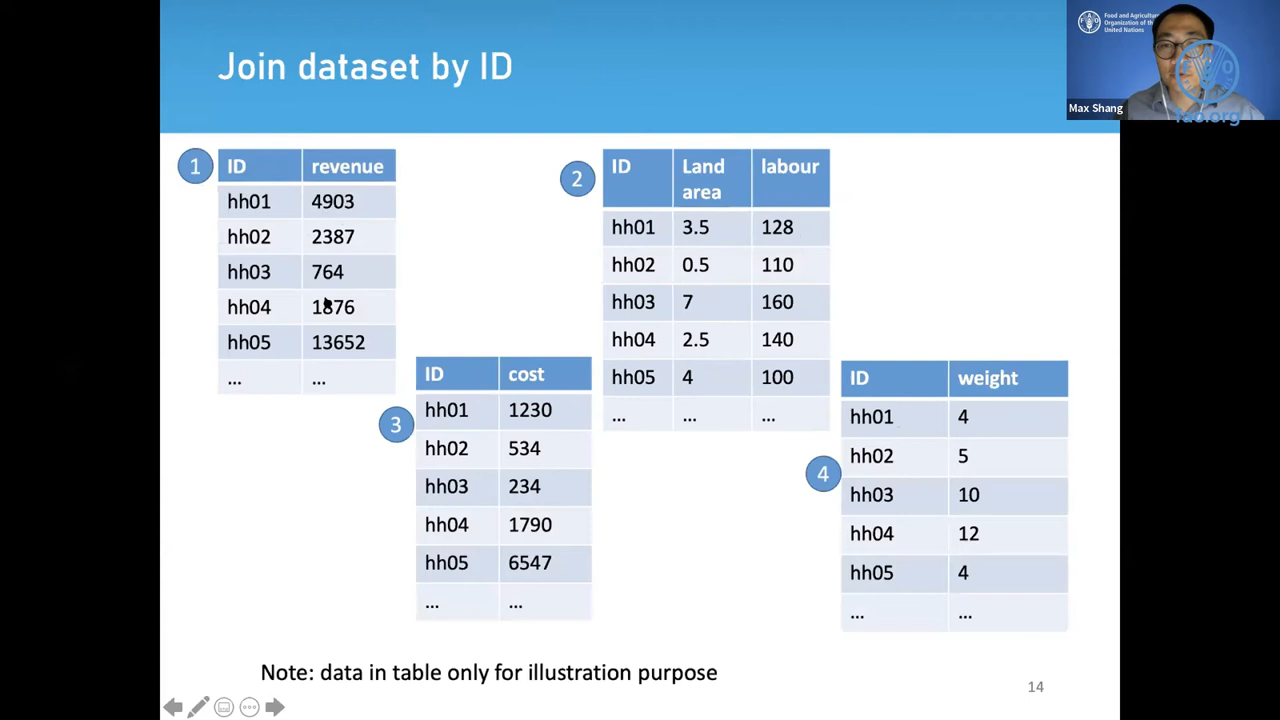 Join dataset by ID
Food and Agriculture
Organization of the
United Nations
Max Shang
fao.org
1
ID revenue
hh01 4903
hh02 2387
hh03 764
hh04 1876
hh05 13652
... ...
2
ID Land area labour
hh01 3.5 128
hh02 0.5 110
hh03 7 160
hh04 2.5 140
hh05 4 100
... ... ...
3
ID cost
hh01 1230
hh02 534
hh03 234
hh04 1790
hh05 6547
... ...
4
ID weight
hh01 4
hh02 5
hh03 10
hh04 12
hh05 4
... ...
Note: data in table only for illustration purpose
14